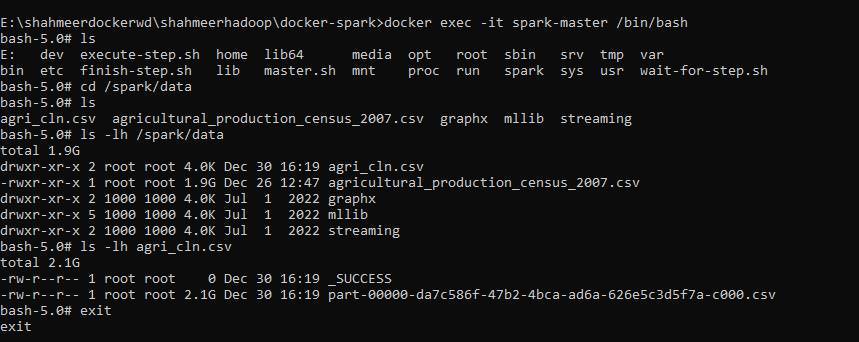 E:\shahmeerdockerwd\shahmeerhadoop\docker-spark>docker exec -it spark-master /bin/bash
bash-5.0# ls
E:   dev  execute-step.sh  home  lib64      media  opt   root  sbin   srv  tmp  var
bin  etc  finish-step.sh   lib   master.sh  mnt    proc  run   spark  sys  usr  wait-for-step.sh
bash-5.0# cd /spark/data
bash-5.0# ls
agri_cln.csv  agricultural_production_census_2007.csv  graphx  mllib  streaming
bash-5.0# ls -lh /spark/data
total 1.9G
drwxr-xr-x 2 root root 4.0K Dec 30 16:19 agri_cln.csv
-rwxr-xr-x 1 root root 1.9G Dec 26 12:47 agricultural_production_census_2007.csv
drwxr-xr-x 2 1000 1000 4.0K Jul  1  2022 graphx
drwxr-xr-x 5 1000 1000 4.0K Jul  1  2022 mllib
drwxr-xr-x 2 1000 1000 4.0K Jul  1  2022 streaming
bash-5.0# ls -lh agri_cln.csv
total 2.1G
-rw-r--r-- 1 root root    0 Dec 30 16:19 _SUCCESS
-rw-r--r-- 1 root root 2.1G Dec 30 16:19 part-00000-da7c586f-47b2-4bca-ad6a-626e5c3d5f7a-c000.csv
bash-5.0# exit
exit